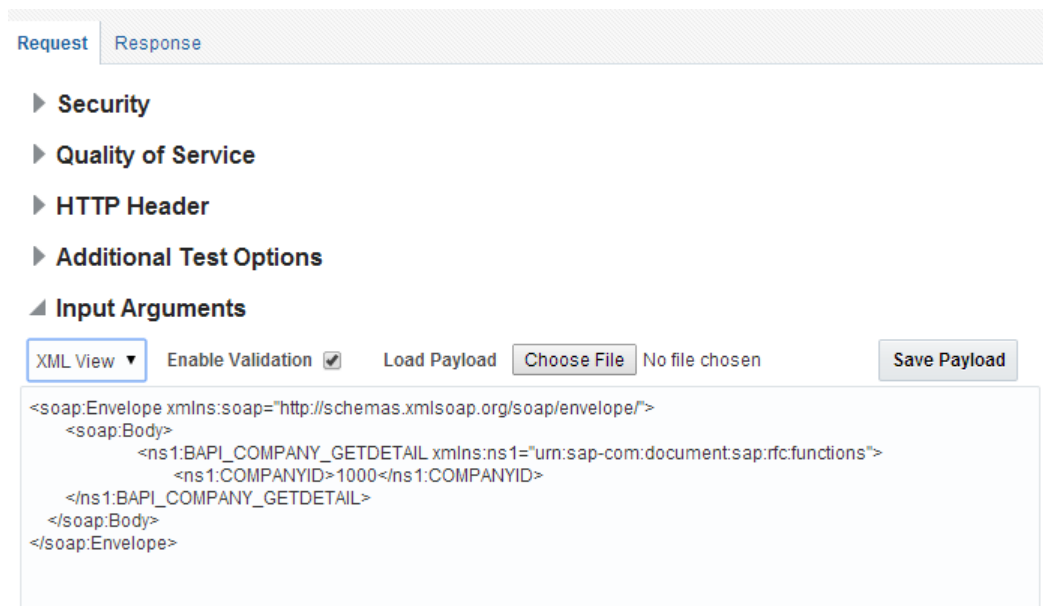 Request Response
Security
Quality of Service
HTTP Header
Additional Test Options
Input Arguments
XML View Enable Validation Load Payload Choose File No file chosen Save Payload
<soap:Envelope xmlns:soap="http://schemas.xmlsoap.org/soap/envelope/">
<soap:Body>
<ns1:BAPI_COMPANY_GETDETAIL xmlns:ns1="urn:sap-com:document:sap:rfc:functions">
<ns1:COMPANYID>1000</ns1:COMPANYID>
</ns1:BAPI_COMPANY_GETDETAIL>
</soap:Body>
</soap:Envelope>